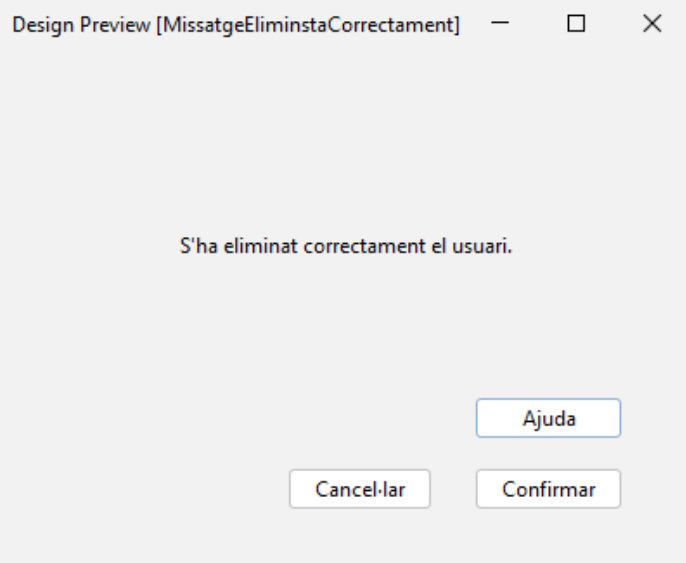 Design Preview [MissatgeEliminstaCorrectament]
S'ha eliminat correctament el usuari.
Ajuda
Cancel·lar
Confirmar